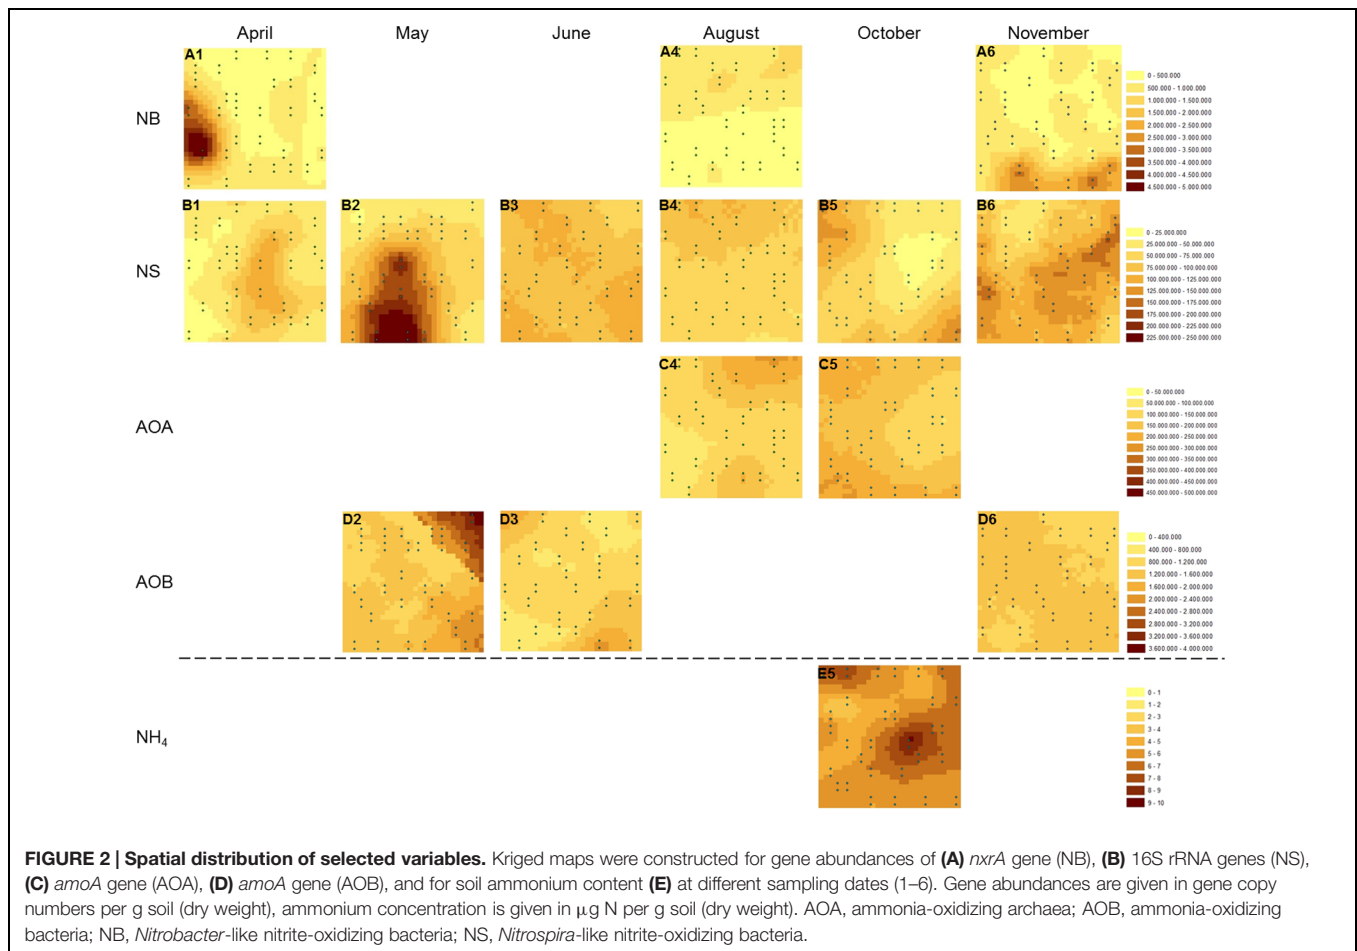 April May June August October November
A1 A4 A6
NB
0 - 500.000
500.000 - 1.000.000
1.000.000 - 1.500.000
1.500.000 - 2.000.000
2.000.000 - 2.500.000
2.500.000 - 3.000.000
3.000.000 - 3.500.000
3.500.000 - 4.000.000
4.000.000 - 4.500.000
4.500.000 - 5.000.000
B1 B2 B3 B4 B5 B6
NS
0 - 25.000.000
25.000.000 - 50.000.000
50.000.000 - 75.000.000
75.000.000 - 100.000.000
100.000.000 - 125.000.000
125.000.000 - 150.000.000
150.000.000 - 175.000.000
175.000.000 - 200.000.000
200.000.000 - 225.000.000
225.000.000 - 250.000.000
C4 C5
AOA
0 - 50.000.000
50.000.000 - 100.000.000
100.000.000 - 150.000.000
150.000.000 - 200.000.000
200.000.000 - 250.000.000
250.000.000 - 300.000.000
300.000.000 - 350.000.000
350.000.000 - 400.000.000
400.000.000 - 450.000.000
450.000.000 - 500.000.000
D2 D3 D6
AOB
0 - 400.000
400.000 - 800.000
800.000 - 1.200.000
1.200.000 - 1.600.000
1.600.000 - 2.000.000
2.000.000 - 2.400.000
2.400.000 - 2.800.000
2.800.000 - 3.200.000
3.200.000 - 3.600.000
3.600.000 - 4.000.000
E5
NH4
0 - 1
1 - 2
2 - 3
3 - 4
4 - 5
5 - 6
6 - 7
7 - 8
8 - 9
9 - 10
FIGURE 2 | Spatial distribution of selected variables. Kriged maps were constructed for gene abundances of (A) nxrA gene (NB), (B) 16S rRNA genes (NS),
(C) amoA gene (AOA), (D) amoA gene (AOB), and for soil ammonium content (E) at different sampling dates (1–6). Gene abundances are given in gene copy
numbers per g soil (dry weight), ammonium concentration is given in μg N per g soil (dry weight). AOA, ammonia-oxidizing archaea; AOB, ammonia-oxidizing
bacteria; NB, Nitrobacter-like nitrite-oxidizing bacteria; NS, Nitrospira-like nitrite-oxidizing bacteria.